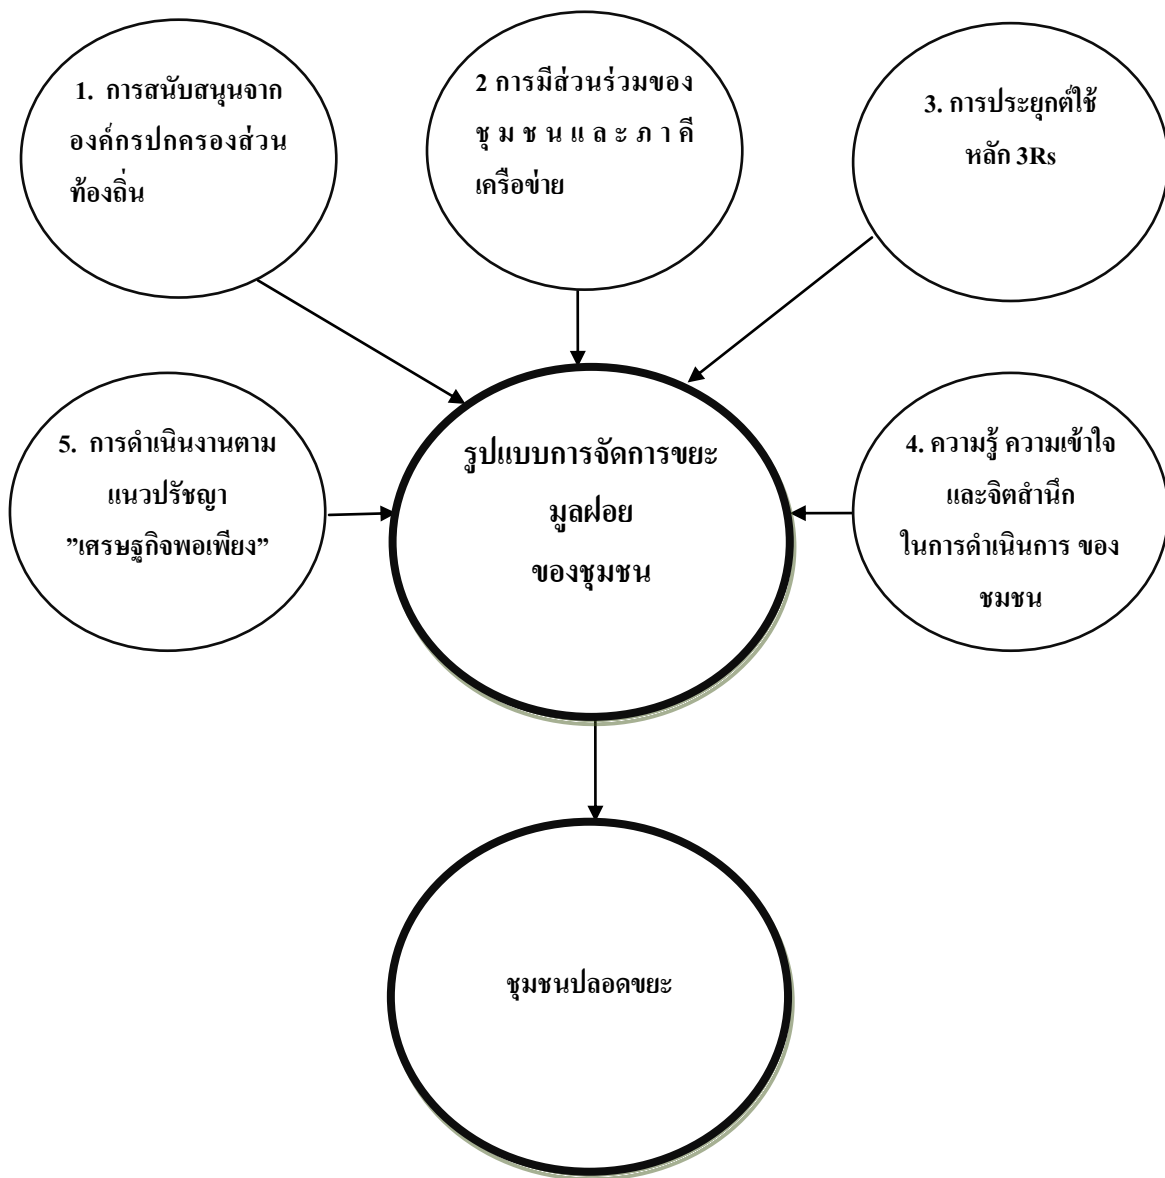 1. การสนับสนุนจาก
องค์กรปกครองส่วน
ท้องถิ่น
2 การมีส่วนร่วมของ
ชุมชนและภาคี
เครือข่าย
3. การประยุกต์ใช้
หลัก 3Rs
5. การดำเนินงานตาม
แนวปรัชญา
”เศรษฐกิจพอเพียง”
รูปแบบการจัดการขยะ
มูลฝอย
ของชุมชน
4. ความรู้ ความเข้าใจ
และจิตสำนึก
ในการดำเนินการ ของ
ชุมชน
ชุมชนปลอดขยะ